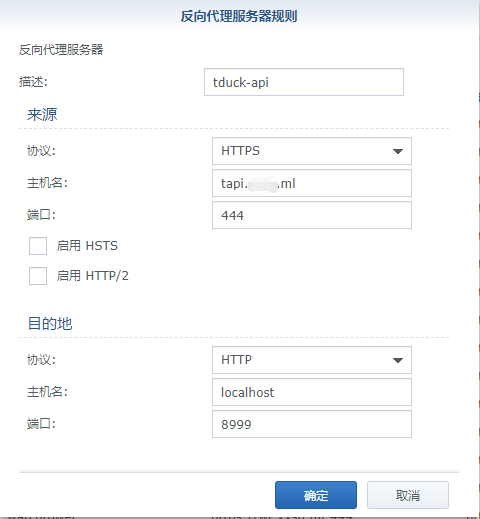 反向代理服务器规则
反向代理服务器
描述: tduck-api
来源
协议: HTTPS
主机名: tapi. .ml
端口: 444
启用 HSTS
启用 HTTP/2
目的地
协议: HTTP
主机名: localhost
端口: 8999
确定 取消